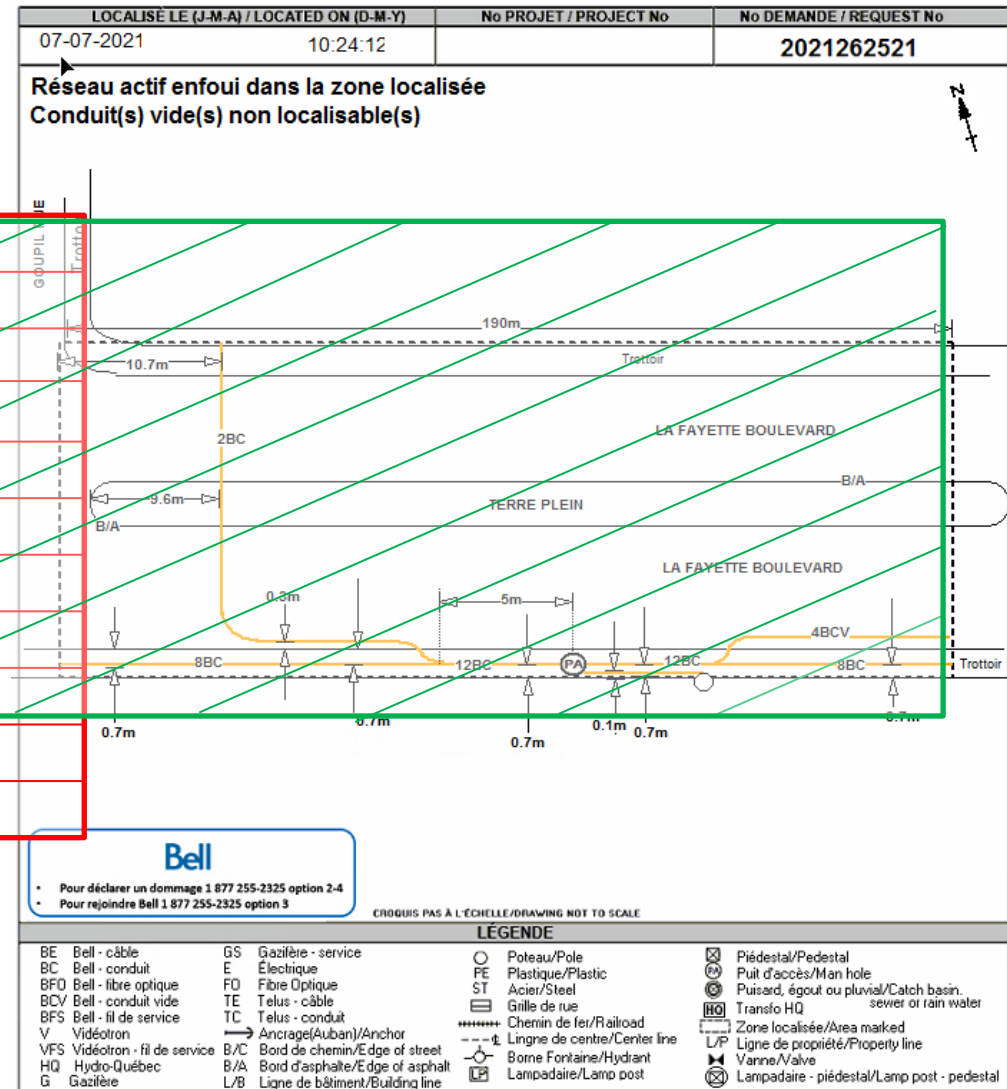 LOCALISÉ LE (J-M-A) / LOCATED ON (D-M-Y) No PROJET / PROJECT No No DEMANDE / REQUEST No
07-07-2021 10:24:12 2021262521
Réseau actif enfoui dans la zone localisée
Conduit(s) vide(s) non localisable(s)
N
GOUPIL RUE
Trottoir
190m
10.7m
Trottoir
2BC
LA FAYETTE BOULEVARD
9.6m
B/A
TERRE PLEIN
B/A
LA FAYETTE BOULEVARD
0.3m
5m
4BCV
8BC
12BC
PA
12BC
8BC
Trottoir
0.7m
0.7m
0.7m
0.1m
0.7m
0.7m
Bell
• Pour déclarer un dommage 1 877 255-2325 option 2-4
• Pour rejoindre Bell 1 877 255-2325 option 3
CROQUIS PAS À L'ÉCHELLE/DRAWING NOT TO SCALE
LÉGENDE
BE Bell - câble
BC Bell - conduit
BFO Bell - fibre optique
BCV Bell - conduit vide
BFS Bell - fil de service
V Vidéotron
VFS Vidéotron - fil de service
HQ Hydro-Québec
G Gazifère
GS Gazifère - service
E Électrique
FO Fibre Optique
TE Telus - câble
TC Telus - conduit
Ancrage(Auban)/Anchor
B/C Bord de chemin/Edge of street
B/A Bord d'asphalte/Edge of asphalt
L/B Ligne de bâtiment/Building line
Poteau/Pole
PE Plastique/Plastic
ST Acier/Steel
Grille de rue
Chemin de fer/Railroad
Lingne de centre/Center line
Borne Fontaine/Hydrant
LP Lampadaire/Lamp post
Piédestal/Pedestal
PA Puit d'accès/Man hole
Puisard, égout ou pluvial/Catch basin.
sewer or rain water
HQ Transfo HQ
Zone localisée/Area marked
L/P Ligne de propriété/Property line
Vanne/Valve
Lampadaire - piédestal/Lamp post - pedestal